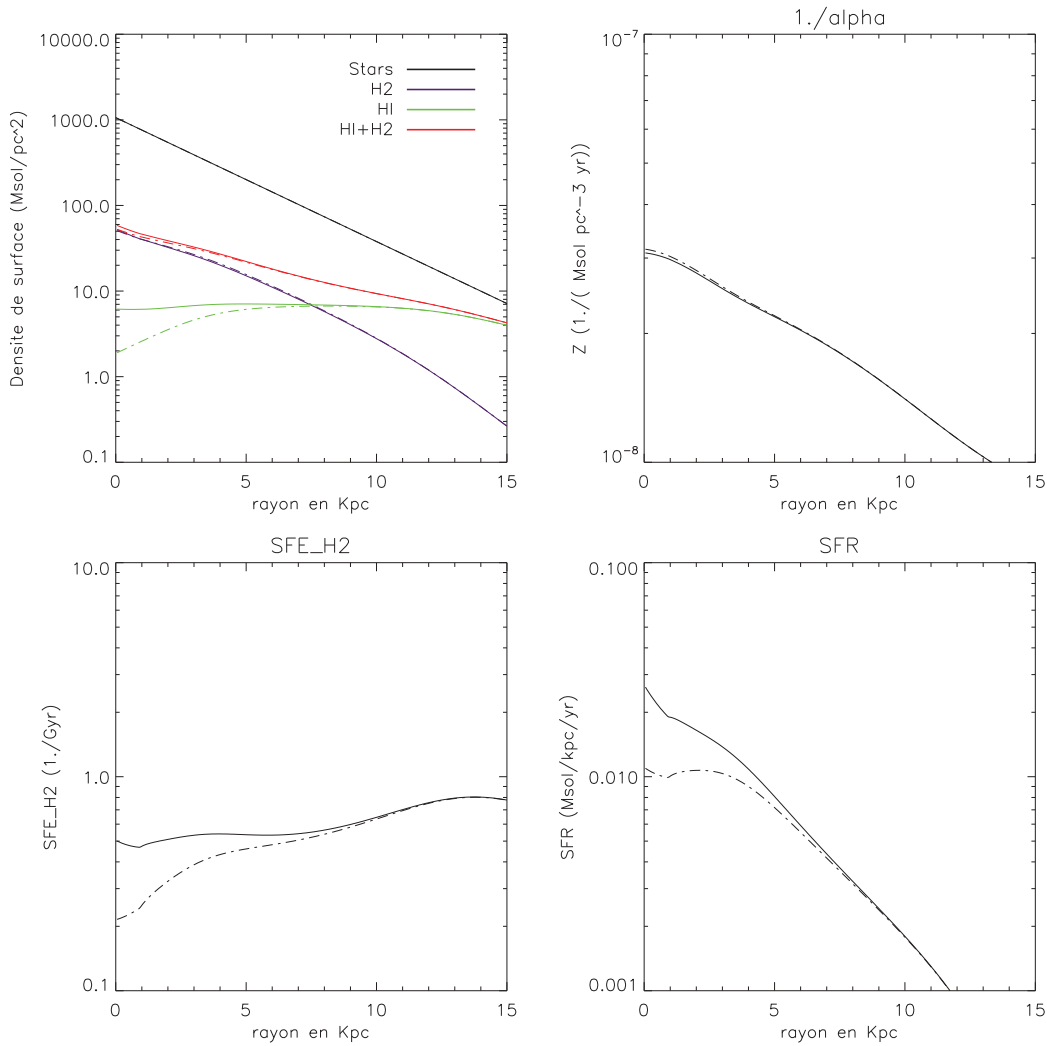 10000.0
1000.0
100.0
10.0
1.0
0.1
Densite de surface (Msol/pc^2)
Stars
H2
HI
HI+H2
0 5 10 15
rayon en Kpc
1./alpha
10⁻⁷
10⁻⁸
Z (1./( Msol pc^-3 yr))
0 5 10 15
rayon en Kpc
SFE_H2
10.0
1.0
0.1
SFE_H2 (1./Gyr)
0 5 10 15
rayon en Kpc
SFR
0.100
0.010
0.001
SFR (Msol/kpc/yr)
0 5 10 15
rayon en Kpc